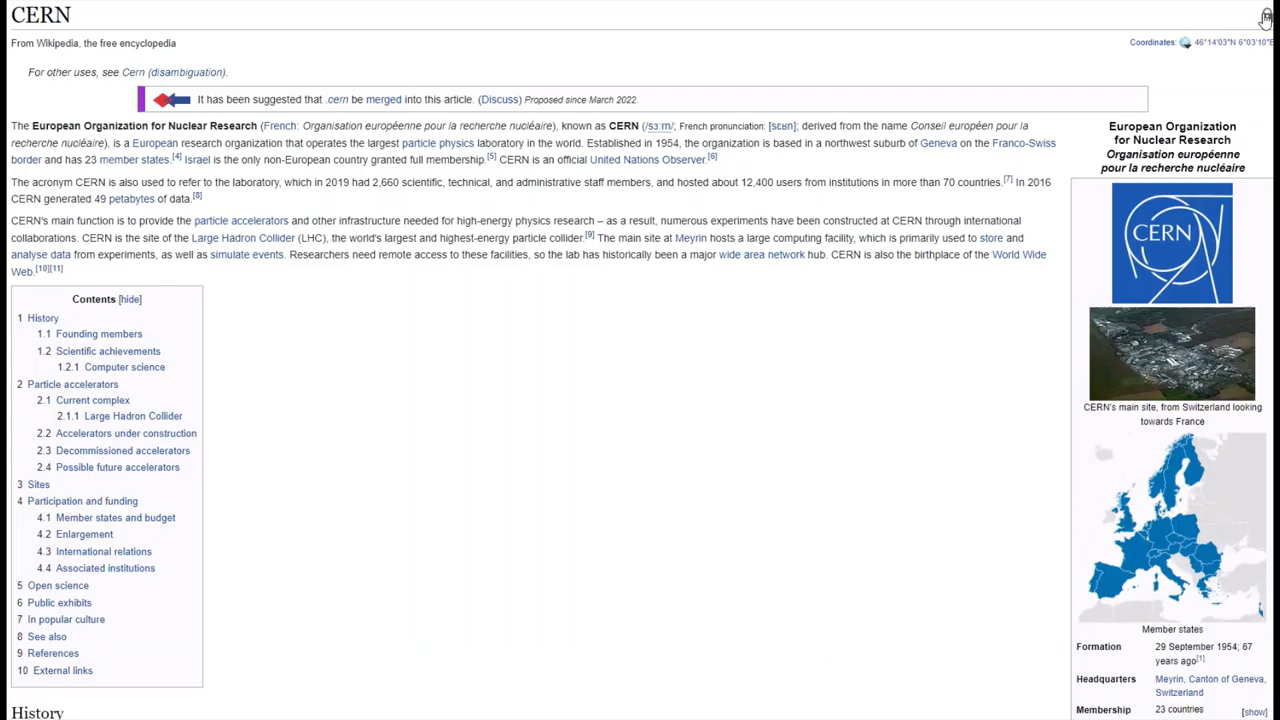 CERN
From Wikipedia, the free encyclopedia
Coordinates: 46°14′03″N 6°03′10″E
For other uses, see Cern (disambiguation).
It has been suggested that .cern be merged into this article. (Discuss) Proposed since March 2022.
The European Organization for Nuclear Research (French: Organisation européenne pour la recherche nucléaire), known as CERN (/sɜːrn/; French pronunciation: [sɛʁn]; derived from the name Conseil européen pour la
recherche nucléaire), is a European research organization that operates the largest particle physics laboratory in the world. Established in 1954, the organization is based in a northwest suburb of Geneva on the Franco-Swiss
border and has 23 member states.[4] Israel is the only non-European country granted full membership.[5] CERN is an official United Nations Observer.[6]
The acronym CERN is also used to refer to the laboratory, which in 2019 had 2,660 scientific, technical, and administrative staff members, and hosted about 12,400 users from institutions in more than 70 countries.[7] In 2016
CERN generated 49 petabytes of data.[8]
CERN's main function is to provide the particle accelerators and other infrastructure needed for high-energy physics research – as a result, numerous experiments have been constructed at CERN through international
collaborations. CERN is the site of the Large Hadron Collider (LHC), the world's largest and highest-energy particle collider.[9] The main site at Meyrin hosts a large computing facility, which is primarily used to store and
analyse data from experiments, as well as simulate events. Researchers need remote access to these facilities, so the lab has historically been a major wide area network hub. CERN is also the birthplace of the World Wide
Web.[10][11]
Contents [hide]
1 History
1.1 Founding members
1.2 Scientific achievements
1.2.1 Computer science
2 Particle accelerators
2.1 Current complex
2.1.1 Large Hadron Collider
2.2 Accelerators under construction
2.3 Decommissioned accelerators
2.4 Possible future accelerators
3 Sites
4 Participation and funding
4.1 Member states and budget
4.2 Enlargement
4.3 International relations
4.4 Associated institutions
5 Open science
6 Public exhibits
7 In popular culture
8 See also
9 References
10 External links
History
European Organization
for Nuclear Research
Organisation européenne
pour la recherche nucléaire
CERN
CERN's main site, from Switzerland looking
towards France
Member states
Formation 29 September 1954; 67
years ago[1]
Headquarters Meyrin, Canton of Geneva,
Switzerland
Membership 23 countries [show]